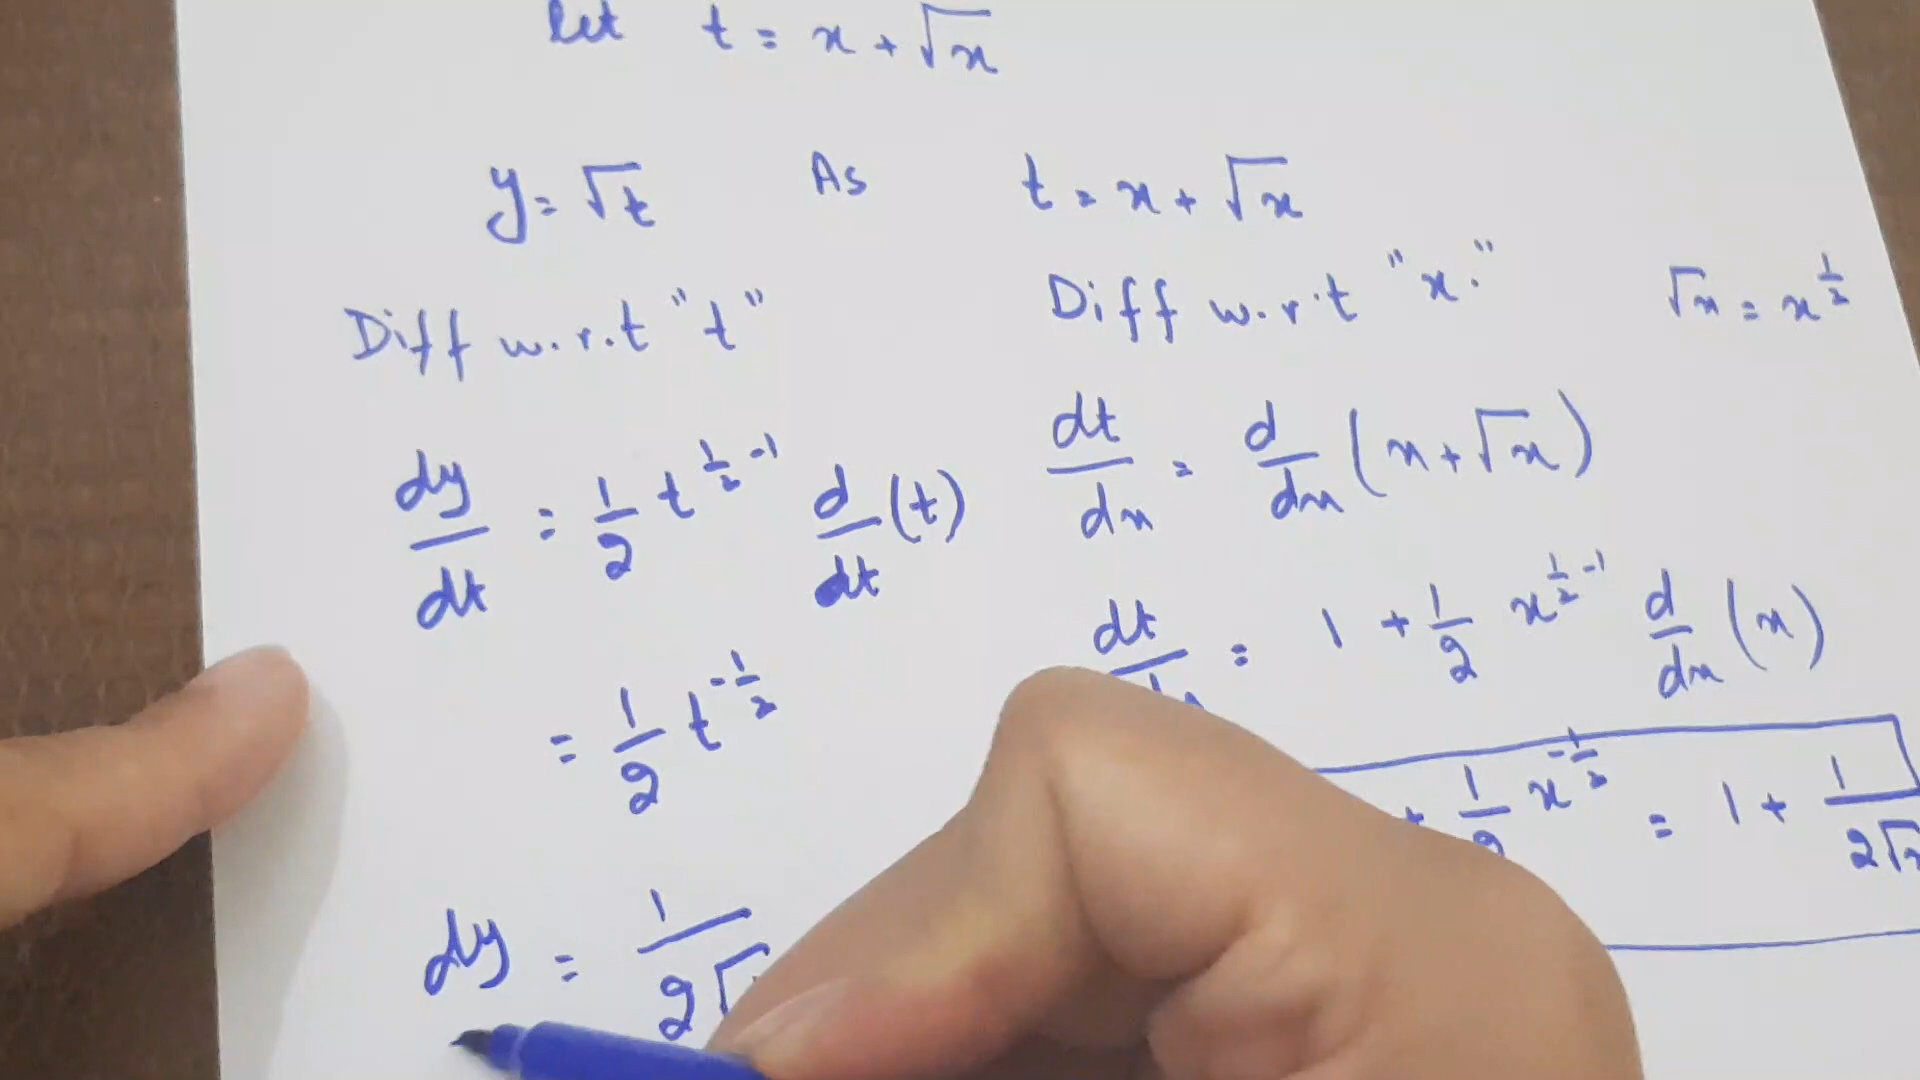 Let t = x + √x
y = √t As t = x + √x
Diff w.r.t "t" Diff w.r.t "x." √x = x^{1/2}
dy/dt = 1/2 t^{1/2 - 1} d/dt (t) dt/dx = d/dx (x + √x)
dt = 1 + 1/2 x^{1/2 - 1} d/dx (x)
= 1/2 t^{-1/2} + 1/2 x^{-1/2} = 1 + 1/2√x
dy = 1/2√